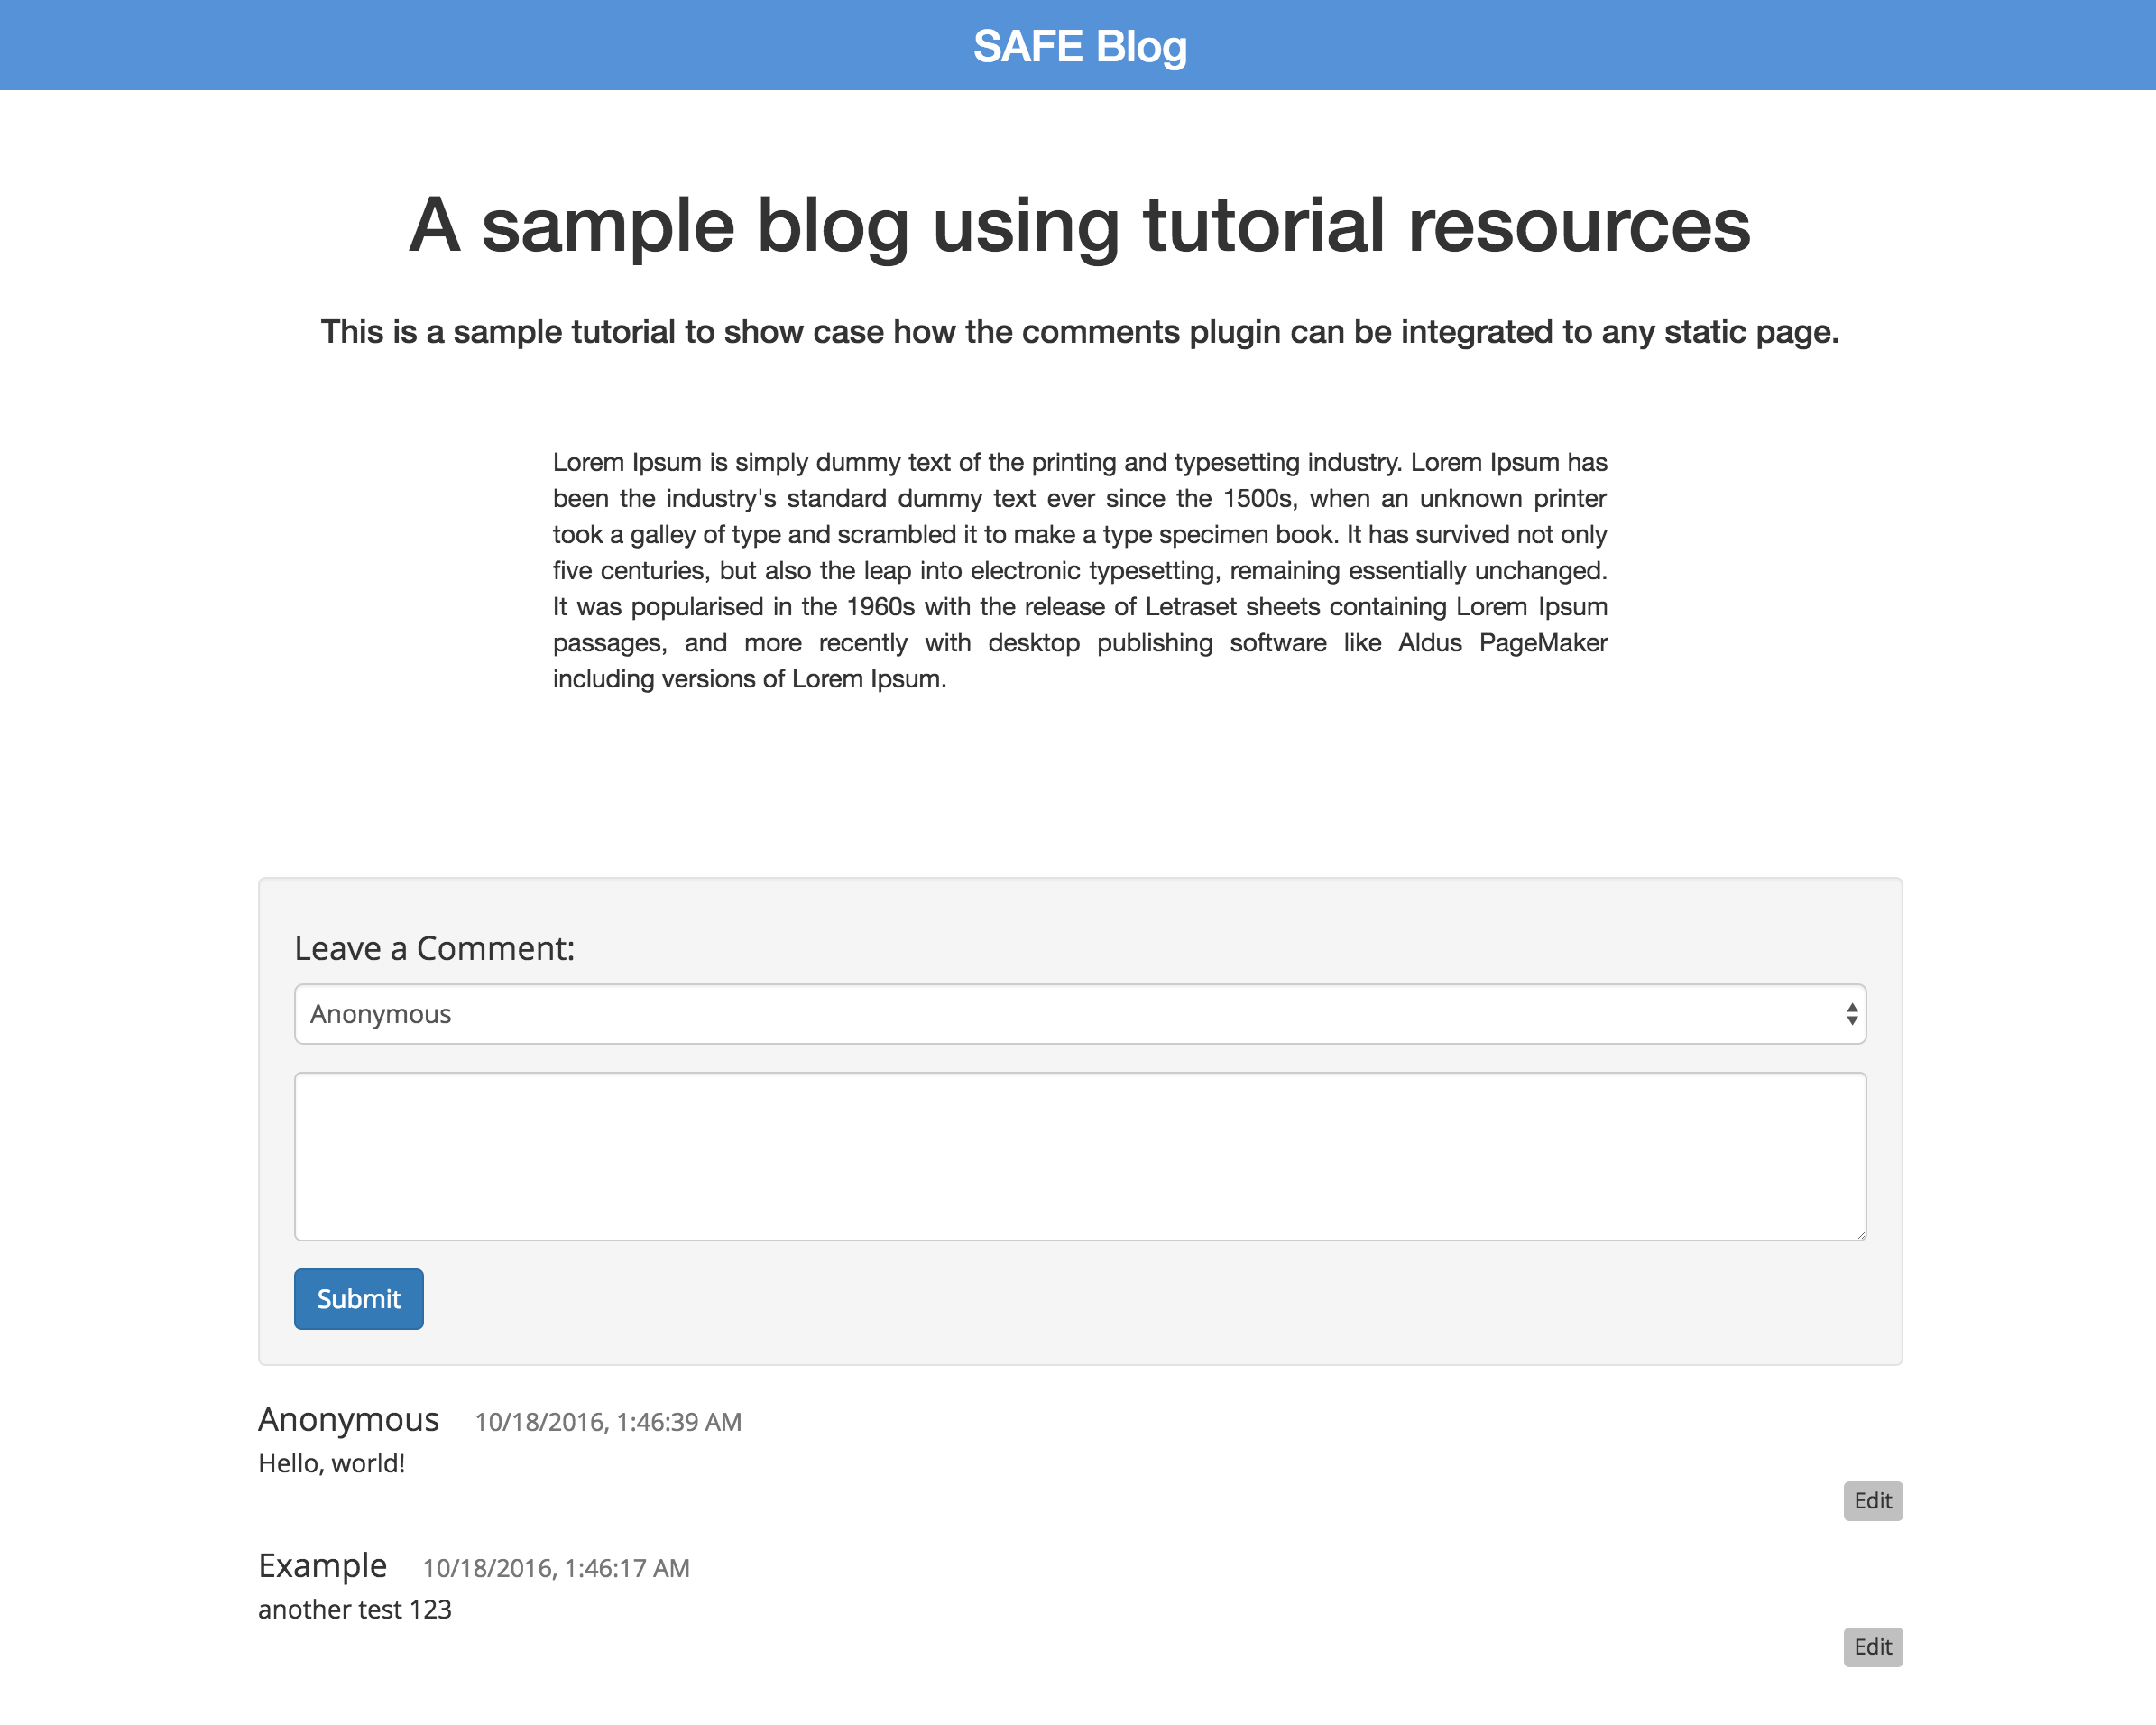 SAFE Blog
A sample blog using tutorial resources
This is a sample tutorial to show case how the comments plugin can be integrated to any static page.
Lorem Ipsum is simply dummy text of the printing and typesetting industry. Lorem Ipsum has
been the industry's standard dummy text ever since the 1500s, when an unknown printer
took a galley of type and scrambled it to make a type specimen book. It has survived not only
five centuries, but also the leap into electronic typesetting, remaining essentially unchanged.
It was popularised in the 1960s with the release of Letraset sheets containing Lorem Ipsum
passages, and more recently with desktop publishing software like Aldus PageMaker
including versions of Lorem Ipsum.
Leave a Comment:
Anonymous
Submit
Anonymous 10/18/2016, 1:46:39 AM
Hello, world!
Edit
Example 10/18/2016, 1:46:17 AM
another test 123
Edit